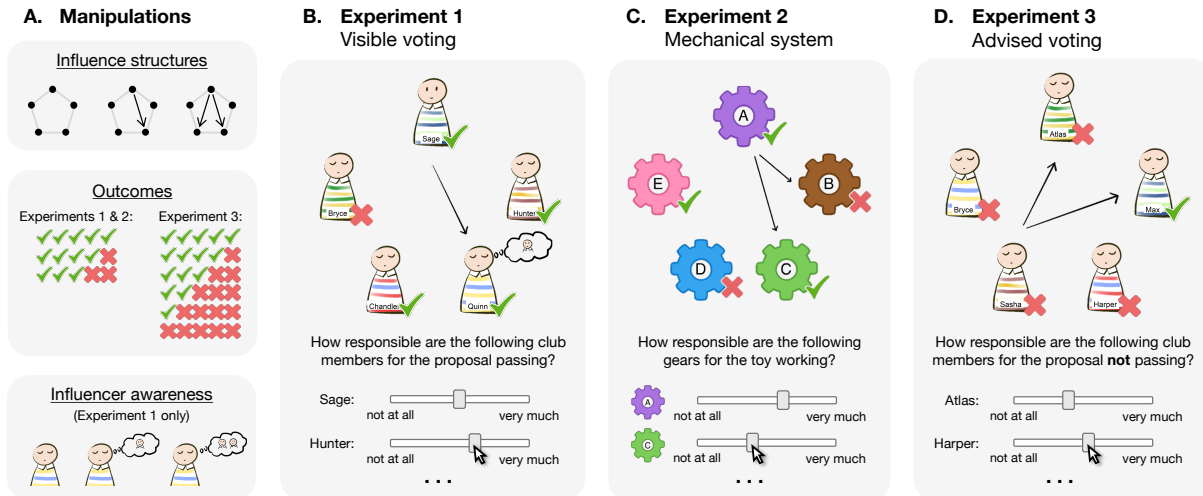 A. Manipulations
Influence structures
Outcomes
Experiments 1 & 2:
Experiment 3:
Influencer awareness
(Experiment 1 only)
B. Experiment 1
Visible voting
Sage
Bryce
Hunter
Chandler
Quinn
How responsible are the following club
members for the proposal passing?
Sage:
not at all
very much
Hunter:
not at all
very much
...
C. Experiment 2
Mechanical system
A
E
B
D
C
How responsible are the following
gears for the toy working?
A
not at all
very much
C
not at all
very much
...
D. Experiment 3
Advised voting
Atlas
Bryce
Max
Sasha
Harper
How responsible are the following club
members for the proposal not passing?
Atlas:
not at all
very much
Harper:
not at all
very much
...